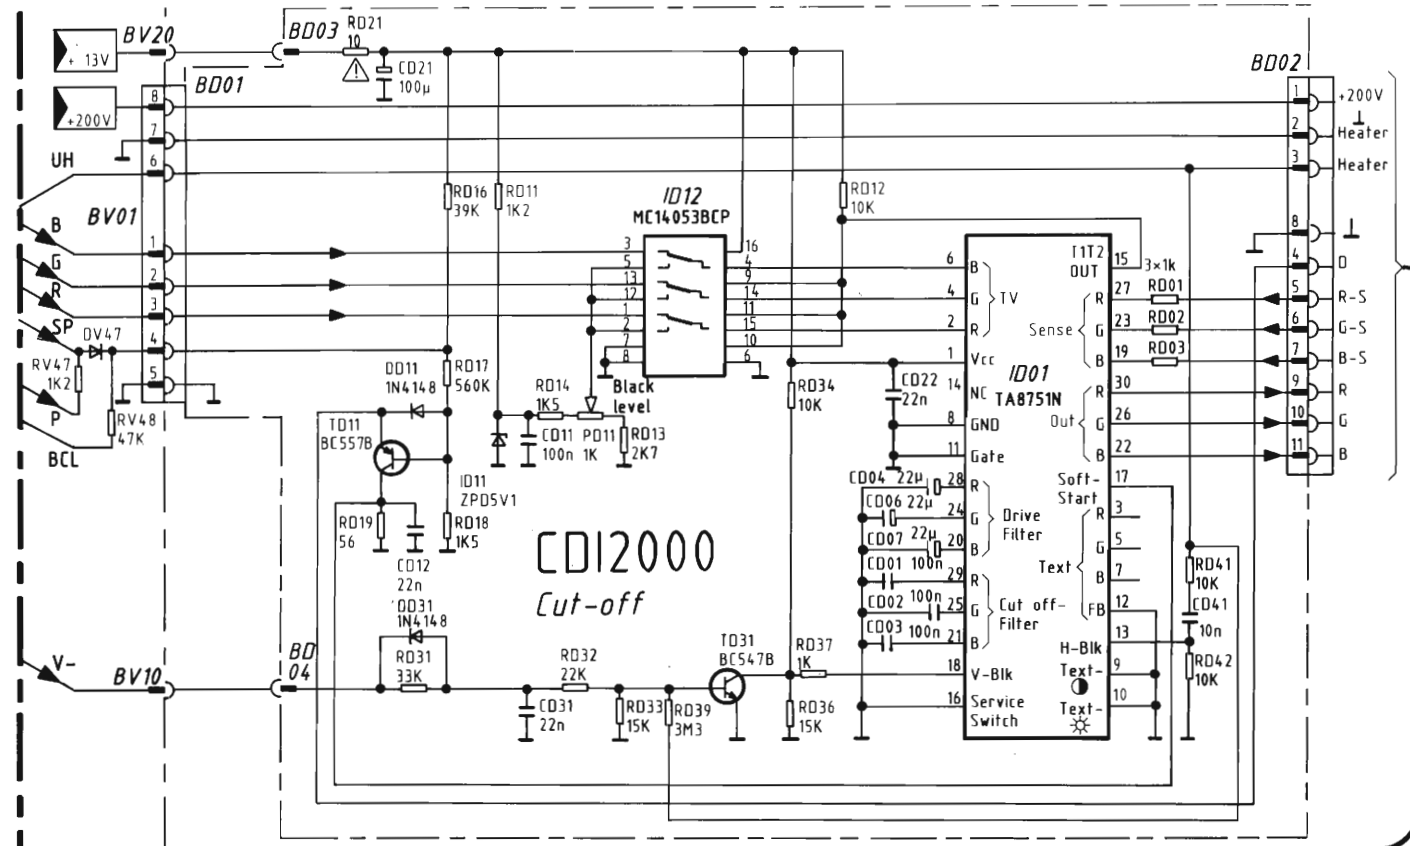 BV20
BD03
RD21
10
+ 13V
CD21
100µ
BD01
BD02
+200V
8
7
6
UH
BV01
B
G
R
SP
DV47
RV47
1K2
P
BCL
RV48
47K
1
2
3
4
5
RD16
39K
RD11
1K2
ID12
MC14053BCP
3
5
13
12
1
2
7
8
16
4
9
14
11
15
10
6
RD12
10K
Black
level
DD11
1N4148
RD17
560K
TD11
BC557B
RD14
1K5
CD11
100n
PD11
1K
RD13
2K7
ID11
ZPD5V1
RD19
56
RD18
1K5
CD12
22n
CDI2000
Cut-off
DD31
1N4148
RD31
33K
V-
BV10
BD
04
RD32
22K
CD31
22n
RD33
15K
RD39
3M3
TD31
BC547B
RD37
1K
RD36
15K
RD34
10K
CD22
22n
CD04 22µ
CD06 22µ
CD07 22µ
CD01 100n
CD02 100n
CD03 100n
6 B
4 G TV
2 R
1 Vcc
14 NC
8 GND
11 Gate
28 R
24 G Drive
Filter
20 B
29 R
25 G Cut off-
Filter
21 B
18 V-Blk
16 Service
Switch
ID01
TA8751N
T1T2
OUT 15
3×1k
R 27 RD01
Sense G 23 RD02
B 19 RD03
R 30
Out G 26
B 22
Soft-
Start 17
R 3
G 5
Text B 7
FB 12
H-Blk 13
Text- 9
Text- 10
RD41
10K
CD41
10n
RD42
10K
1 +200V
2 Heater
3 Heater
8
4 D
5 R-S
6 G-S
7 B-S
9 R
10 G
11 B